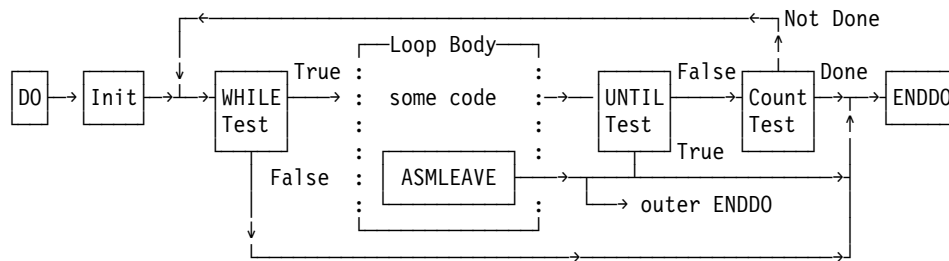 Not Done
Loop Body
True
False
Done
DO
Init
WHILE
Test
some code
UNTIL
Test
Count
Test
ENDDO
True
False
ASMLEAVE
outer ENDDO